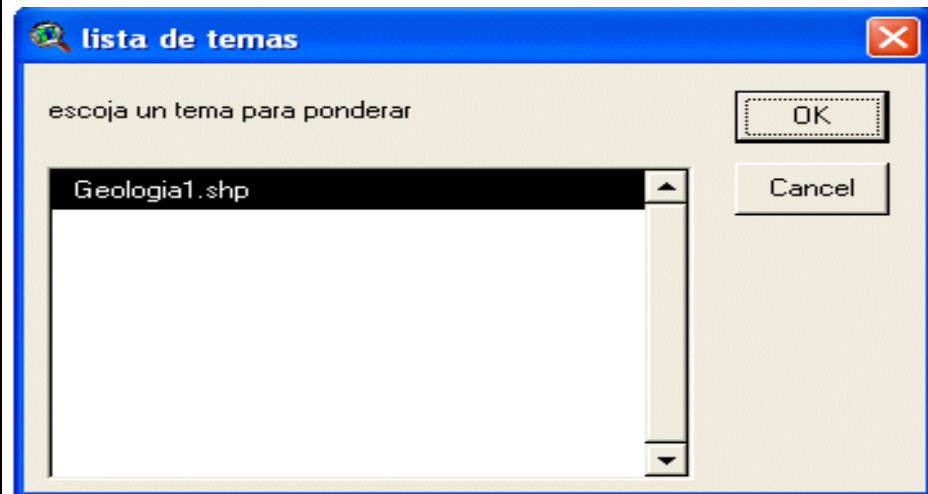 lista de temas
escoja un tema para ponderar
OK
Geologia1.shp
Cancel